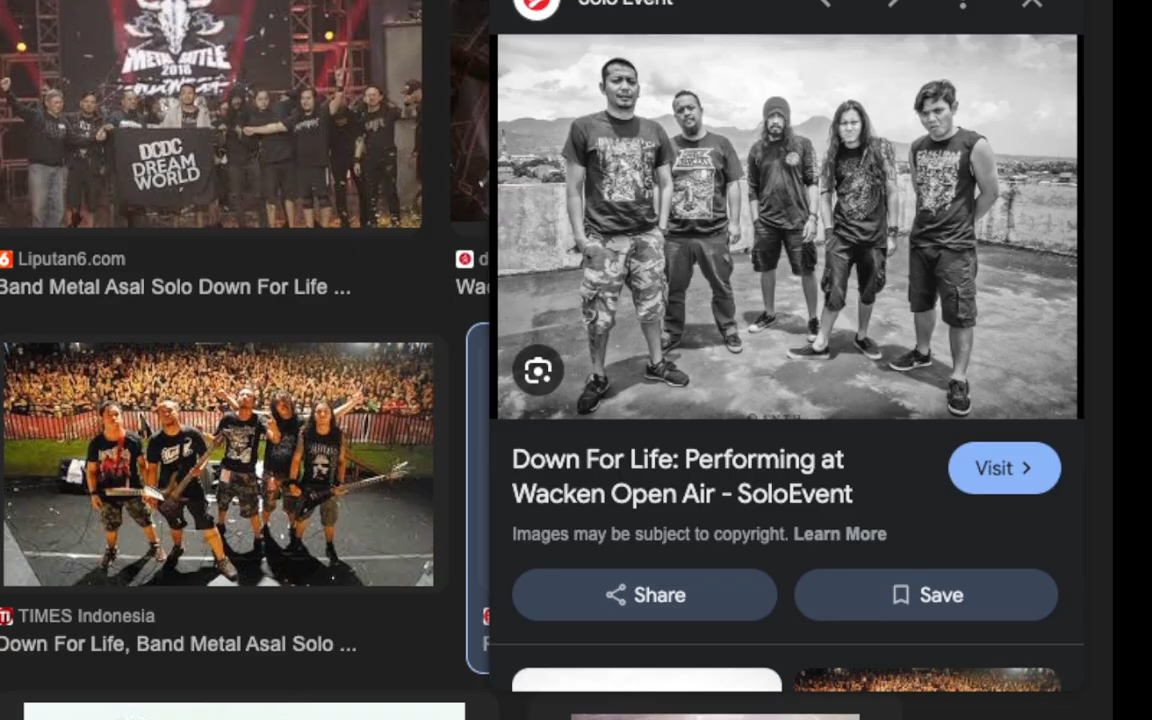 Solo Event
METAL BATTLE
2018
DCDC
DREAM
WORLD
Liputan6.com
Band Metal Asal Solo Down For Life ...
d
Wac
TIMES Indonesia
Down For Life, Band Metal Asal Solo ...
Down For Life: Performing at
Wacken Open Air - SoloEvent
Visit
Images may be subject to copyright. Learn More
Share
Save